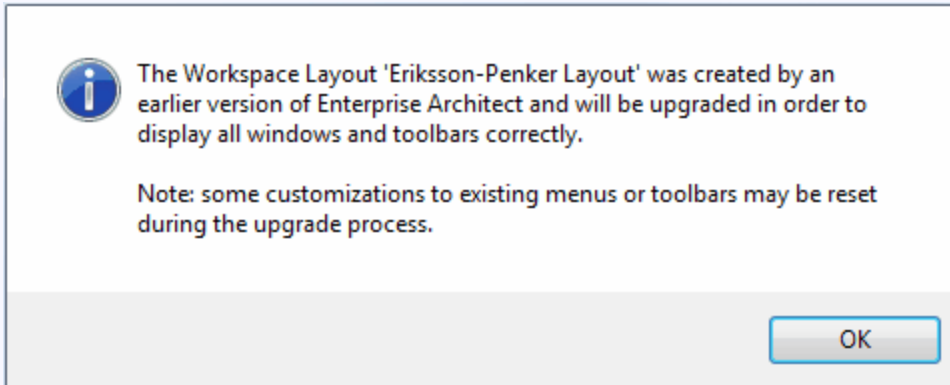 The Workspace Layout 'Eriksson-Penker Layout' was created by an
earlier version of Enterprise Architect and will be upgraded in order to
display all windows and toolbars correctly.
Note: some customizations to existing menus or toolbars may be reset
during the upgrade process.
OK